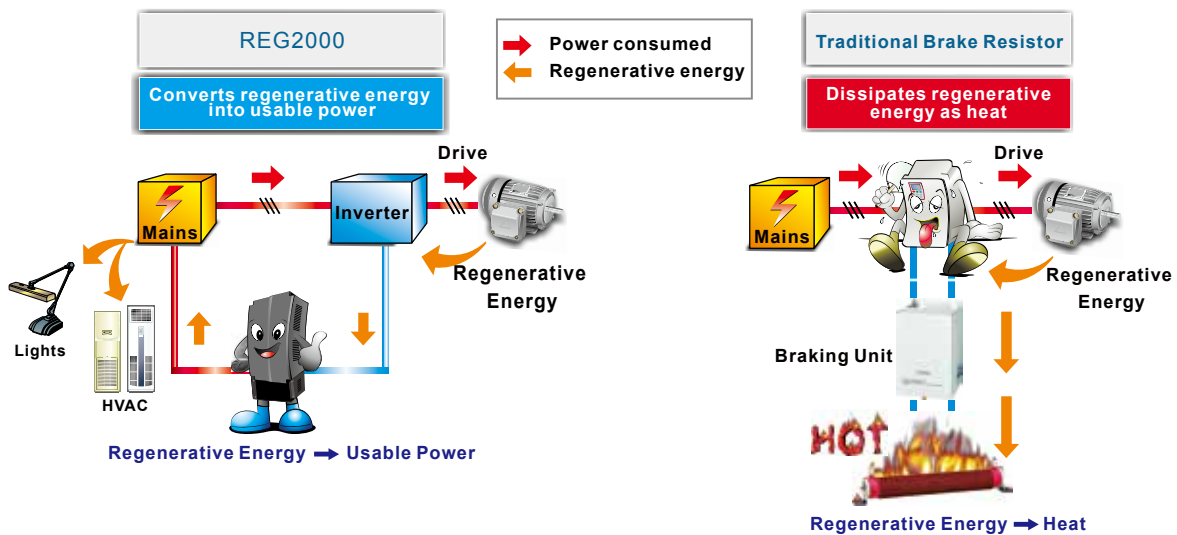 REG2000
Converts regenerative energy
into usable power
Power consumed
Regenerative energy
Traditional Brake Resistor
Dissipates regenerative
energy as heat
Drive
Mains
Inverter
Regenerative
Energy
Lights
HVAC
Regenerative Energy → Usable Power
Drive
Mains
Regenerative
Energy
Braking Unit
HOT
Regenerative Energy → Heat